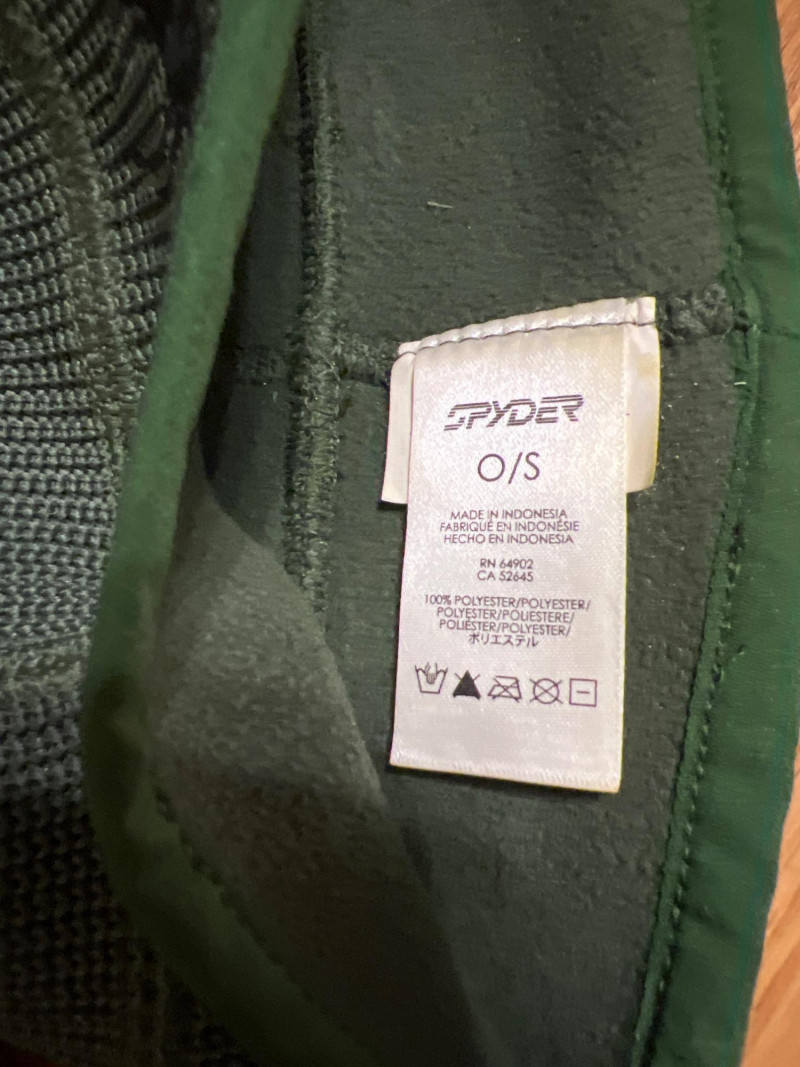 SPYDER
O/S
MADE IN INDONESIA
FABRIQUÉ EN INDONÉSIE
HECHO EN INDONESIA
RN 64902
CA 52645
100% POLYESTER/POLYESTER/
POLYESTER/POLIESTERE/
POLIÉSTER/POLYESTER/
ポリエステル